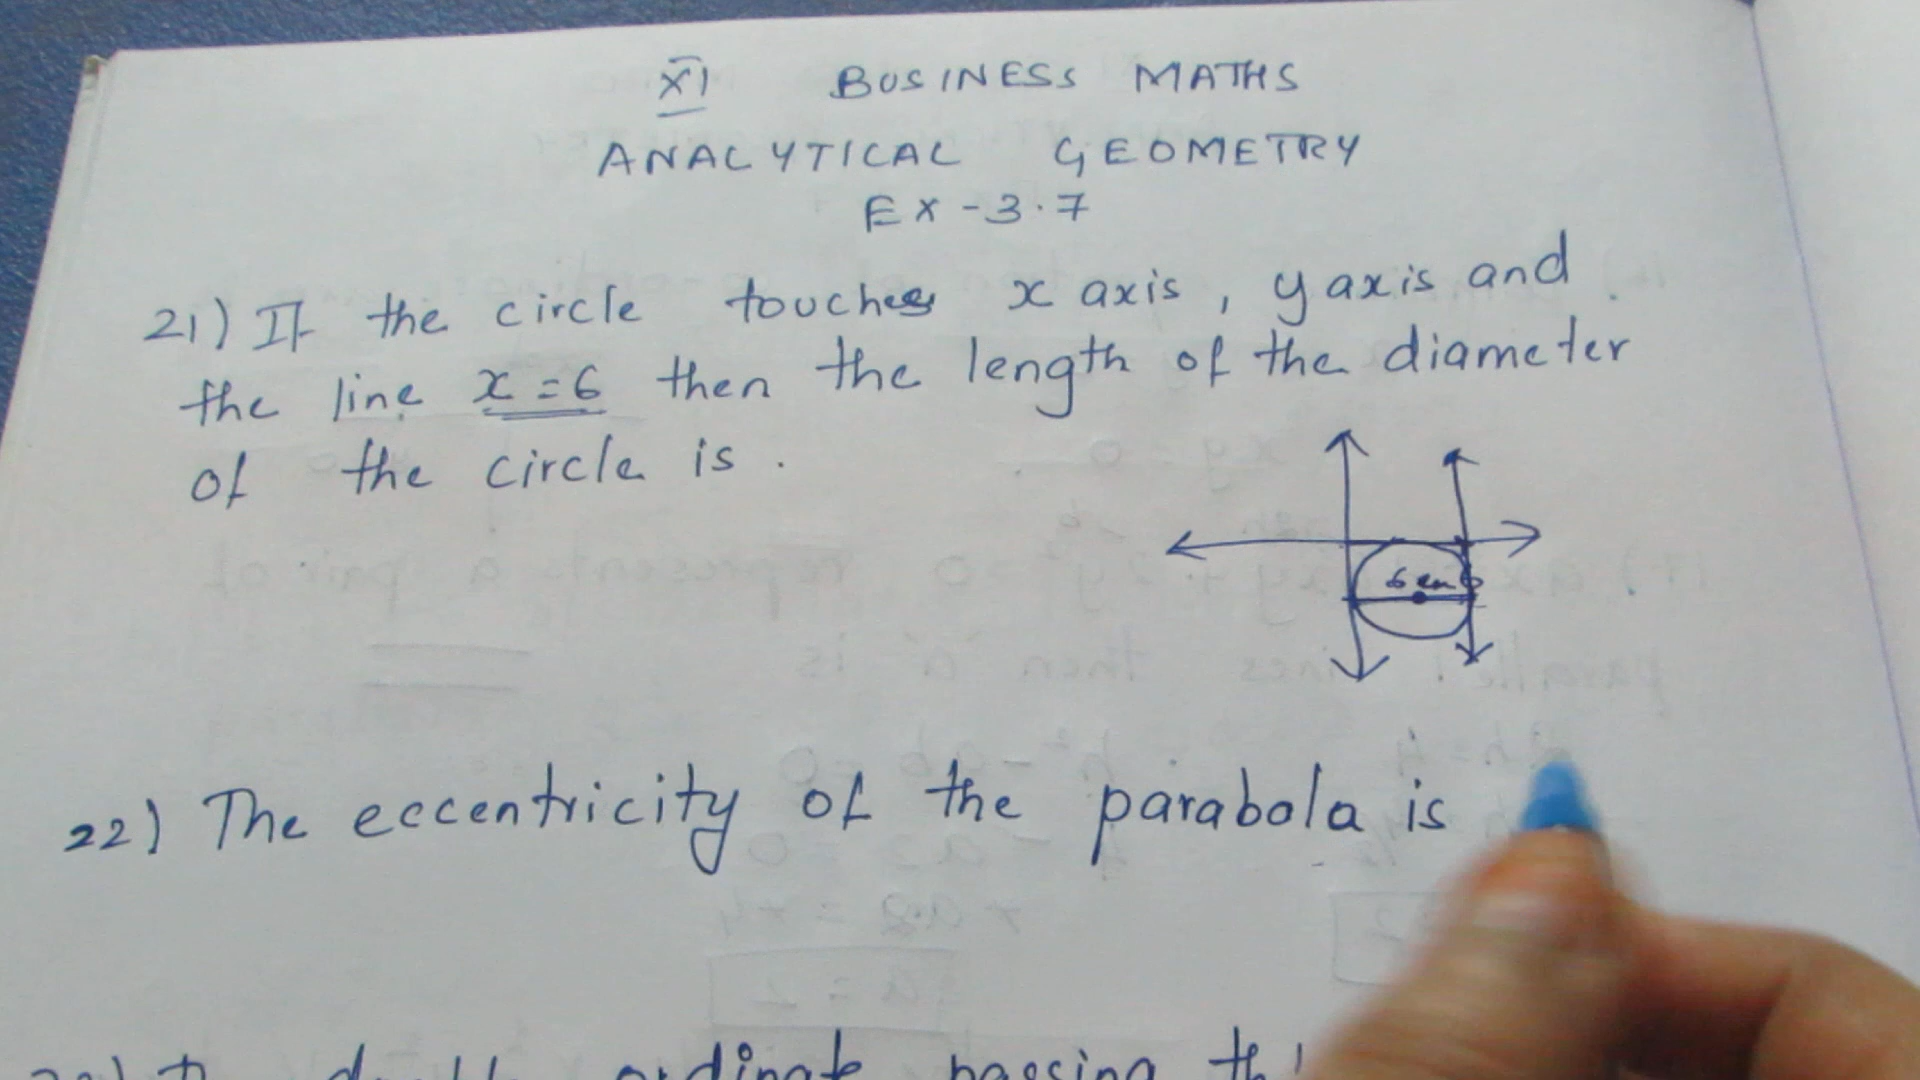 XI BUSINESS MATHS
ANALYTICAL GEOMETRY
EX-3.7
21) If the circle touches x axis, y axis and
the line x=6 then the length of the diameter
of the circle is.
6 cm
22) The eccentricity of the parabola is
ordinate passing